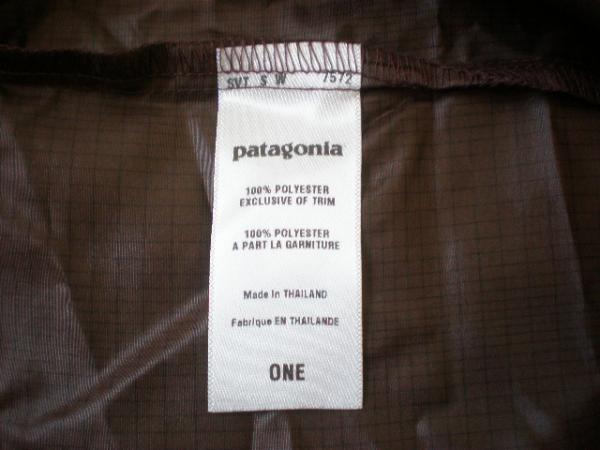 SVT S W 7572
patagonia
100% POLYESTER
EXCLUSIVE OF TRIM
100% POLYESTER
A PART LA GARNITURE
Made in THAILAND
Fabrique EN THAILANDE
ONE